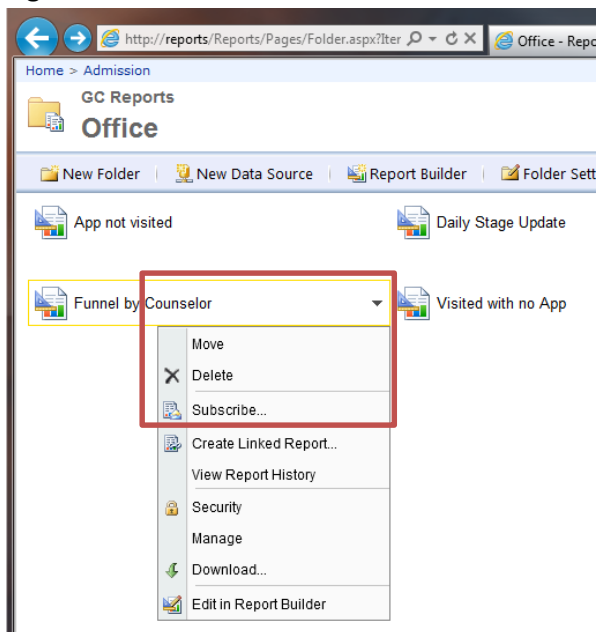 http://reports/Reports/Pages/Folder.aspx?Iter
Office - Repo
Home > Admission
GC Reports
Office
New Folder
New Data Source
Report Builder
Folder Sett
App not visited
Daily Stage Update
Funnel by Counselor
Visited with no App
Move
Delete
Subscribe...
Create Linked Report...
View Report History
Security
Manage
Download...
Edit in Report Builder